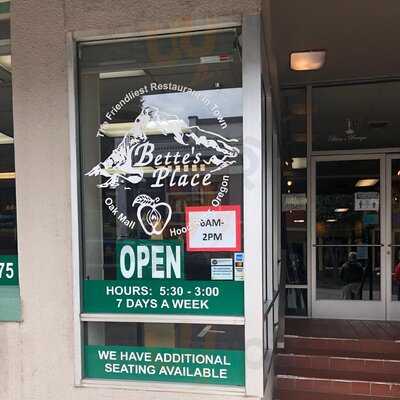 Friendliest Restaurant in Town
Bette's
Place
Oak Mall
Hood River, Oregon
6AM-
2PM
OPEN
HOURS: 5:30 - 3:00
7 DAYS A WEEK
WE HAVE ADDITIONAL
SEATING AVAILABLE
75